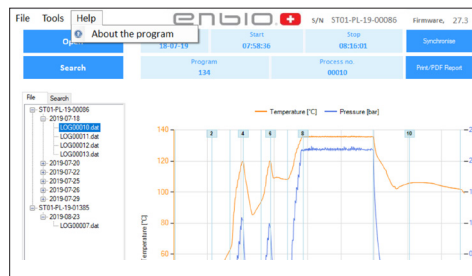 File Tools Help
About the program
enbio.
S/N ST01-PL-19-00086
Firmware, 27.3
Open
18-07-19
Start
07:58:36
Stop
08:16:01
Synchronise
Search
Program
134
Process no.
00010
Print/PDF Report
File Search
ST01-PL-19-00086
2019-07-18
LOG00010.dat
LOG00011.dat
LOG00012.dat
LOG00013.dat
2019-07-20
2019-07-22
2019-07-25
2019-07-26
2019-07-29
ST01-PL-19-01385
2019-08-23
LOG00007.dat
Temperature [°C] Pressure [bar]
140
120
100
80
60
2 4 6 8 10
Temperature [°C]